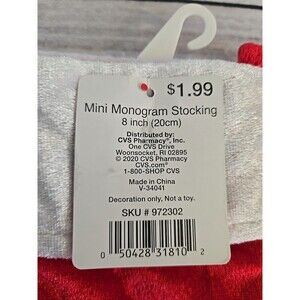 $1.99
Mini Monogram Stocking
8 inch (20cm)
Distributed by:
CVS Pharmacy®, Inc.
One CVS Drive
Woonsocket, RI 02895
© 2020 CVS Pharmacy
CVS.com®
1-800-SHOP CVS
Made in China
V-34041
Decoration only, Not a toy.
SKU # 972302
0 50428 31810 2